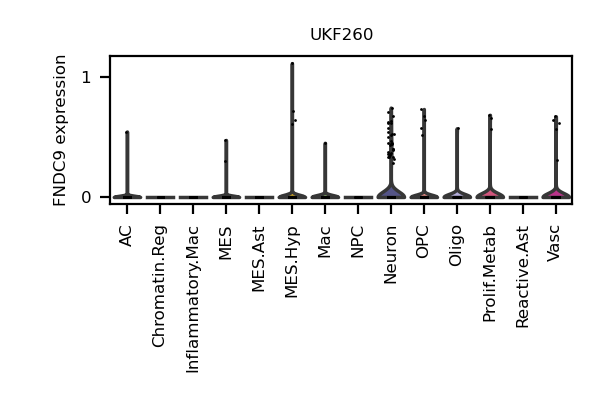 UKF260
FNDC9 expression
1
0
AC
Chromatin.Reg
Inflammatory.Mac
MES
MES.Ast
MES.Hyp
Mac
NPC
Neuron
OPC
Oligo
Prolif.Metab
Reactive.Ast
Vasc